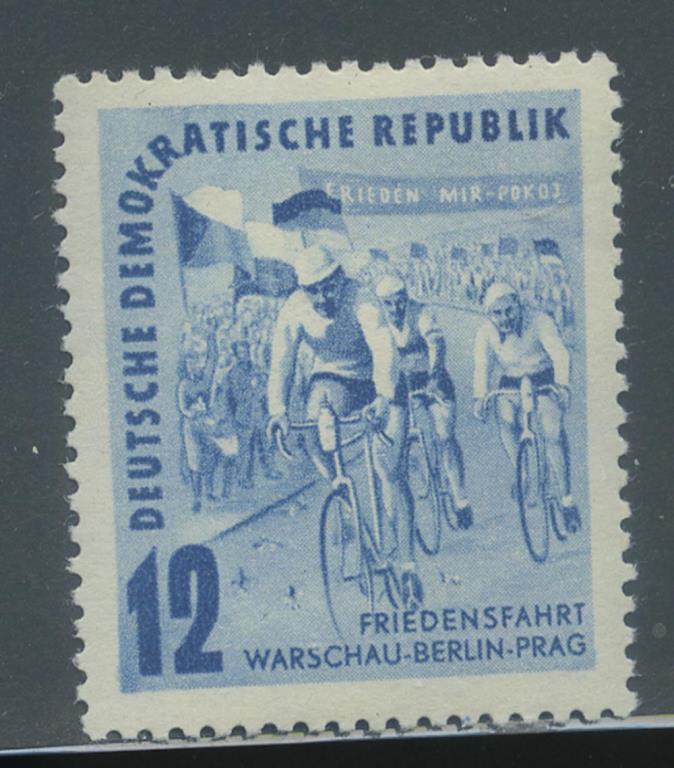 DEUTSCHE DEMOKRATISCHE REPUBLIK
FRIEDEN MIR-POKOJ
12
FRIEDENSFAHRT
WARSCHAU-BERLIN-PRAG